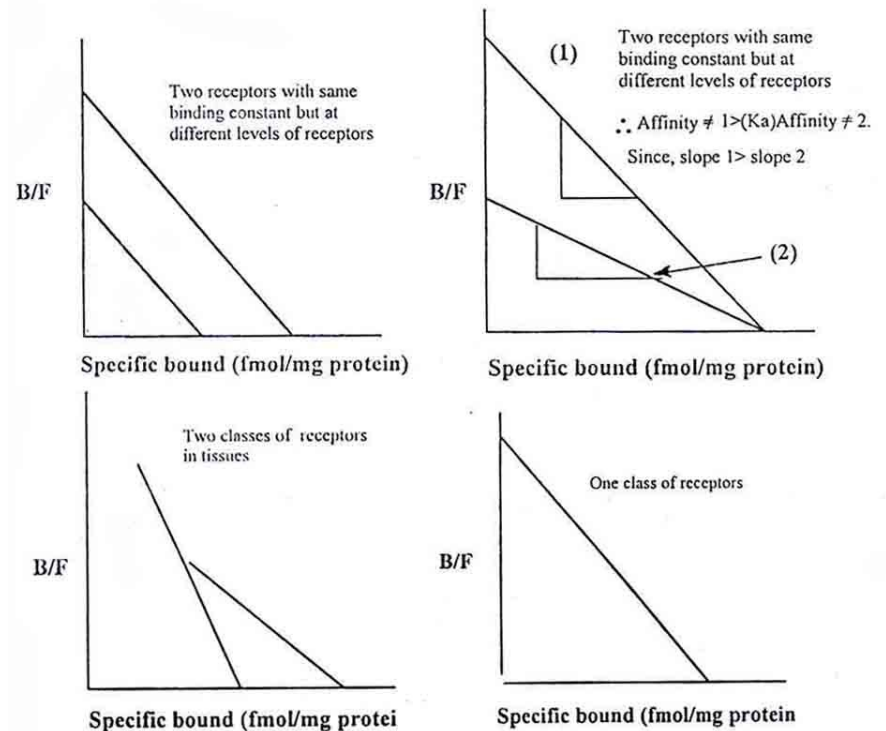 Two receptors with same
binding constant but at
different levels of receptors
B/F
Specific bound (fmol/mg protein)
(1)
Two receptors with same
binding constant but at
different levels of receptors
∴ Affinity ≠ 1>(Ka)Affinity ≠ 2.
Since, slope 1> slope 2
B/F
(2)
Specific bound (fmol/mg protein)
Two classes of receptors
in tissues
B/F
Specific bound (fmol/mg protei
One class of receptors
B/F
Specific bound (fmol/mg protein